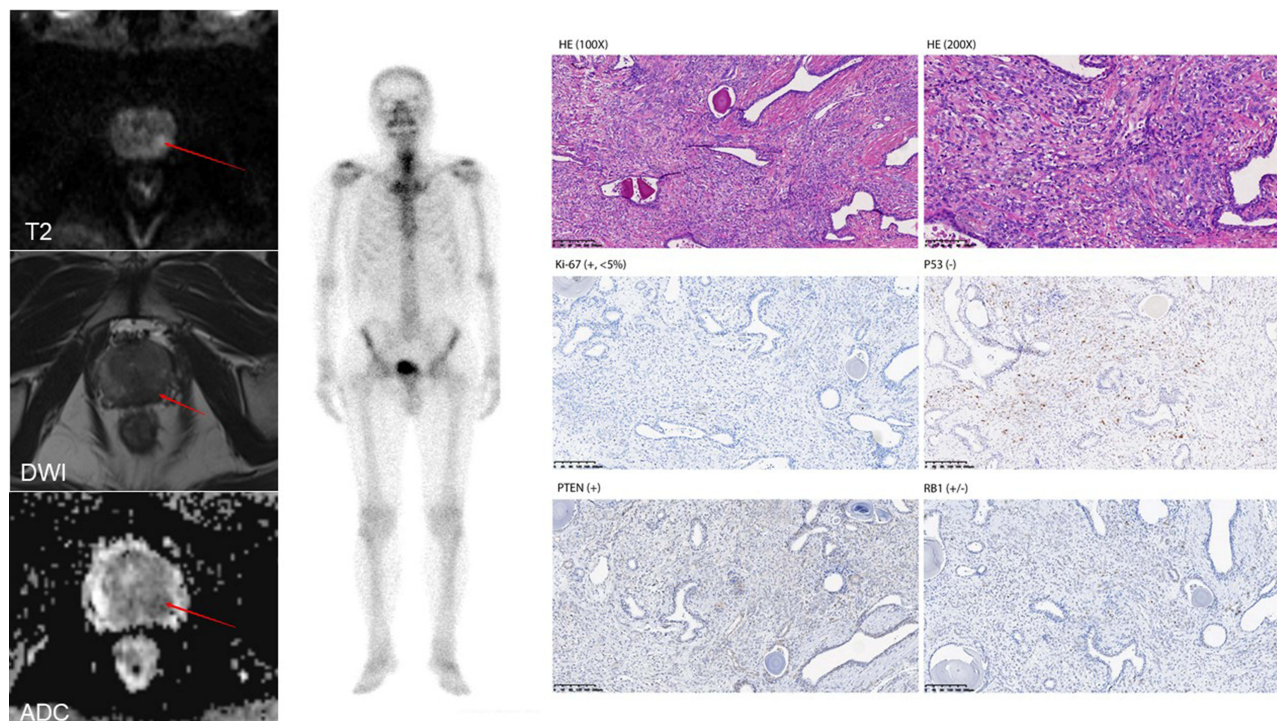 T2
DWI
ADC
HE (100X)
HE (200X)
Ki-67 (+, <5%)
P53 (-)
PTEN (+)
RB1 (+/-)